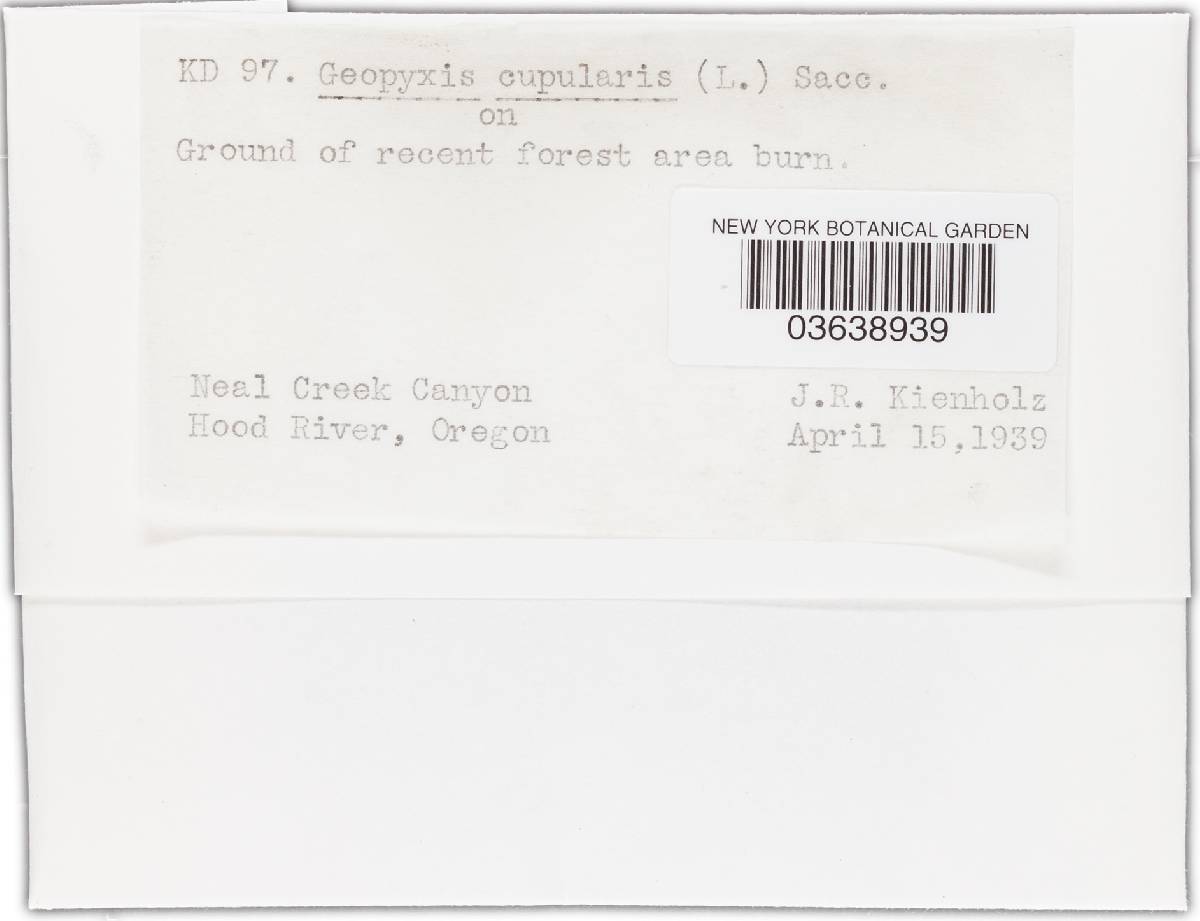 KD 97. Geopyxis cupularis (L.) Sacc.
on
Ground of recent forest area burn.
NEW YORK BOTANICAL GARDEN
03638939
Neal Creek Canyon
Hood River, Oregon
J.R. Kienholz
April 15,1939